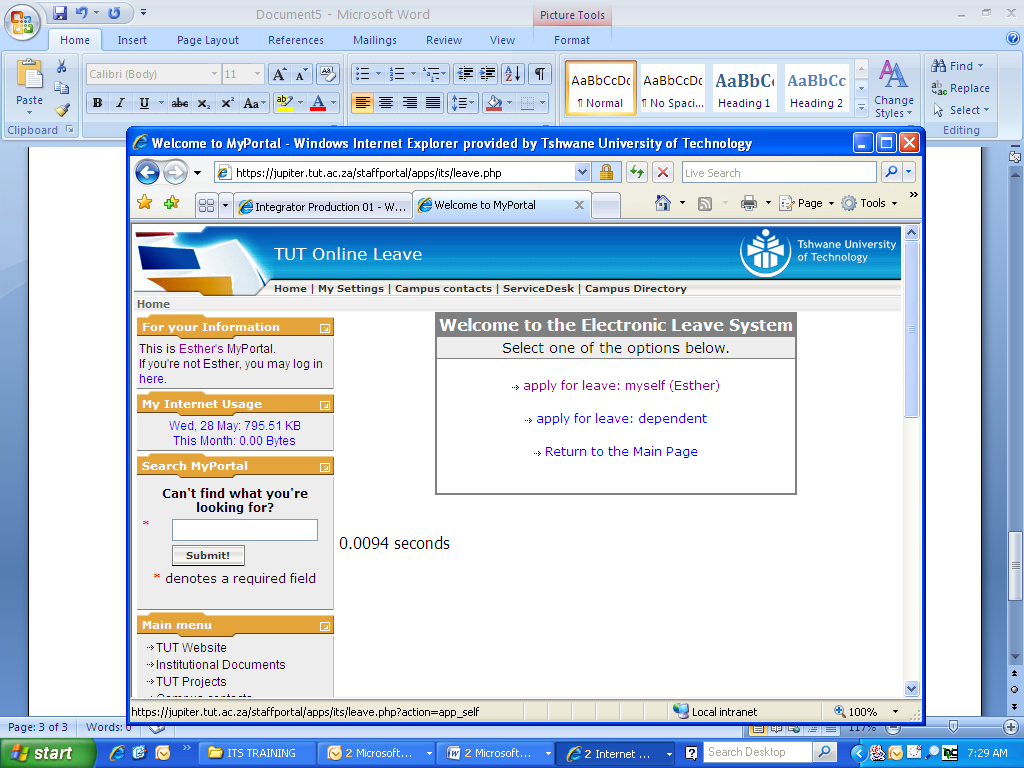 Document5 - Microsoft Word
Picture Tools
Home Insert Page Layout References Mailings Review View Format
Paste
Clipboard
Calibri (Body) 11
AaBbCcDc AaBbCcDc AaBbC AaBbCc
¶ Normal ¶ No Spaci... Heading 1 Heading 2
Change Styles
Find
Replace
Select
Editing
Welcome to MyPortal - Windows Internet Explorer provided by Tshwane University of Technology
https://jupiter.tut.ac.za/staffportal/apps/its/leave.php
Live Search
Integrator Production 01 - W...
Welcome to MyPortal
Page
Tools
TUT Online Leave
Tshwane University
of Technology
Home | My Settings | Campus contacts | ServiceDesk | Campus Directory
Home
For your Information
This is Esther's MyPortal.
If you're not Esther, you may log in
here.
My Internet Usage
Wed, 28 May: 795.51 KB
This Month: 0.00 Bytes
Search MyPortal
Can't find what you're
looking for?
*
Submit!
* denotes a required field
Main menu
TUT Website
Institutional Documents
TUT Projects
Campus contacts
Welcome to the Electronic Leave System
Select one of the options below.
apply for leave: myself (Esther)
apply for leave: dependent
Return to the Main Page
0.0094 seconds
https://jupiter.tut.ac.za/staffportal/apps/its/leave.php?action=app_self
Local intranet
100%
Page: 3 of 3
Words: 0
117%
start
ITS TRAINING
2 Microsoft...
2 Microsoft...
2 Internet ...
Search Desktop
7:29 AM